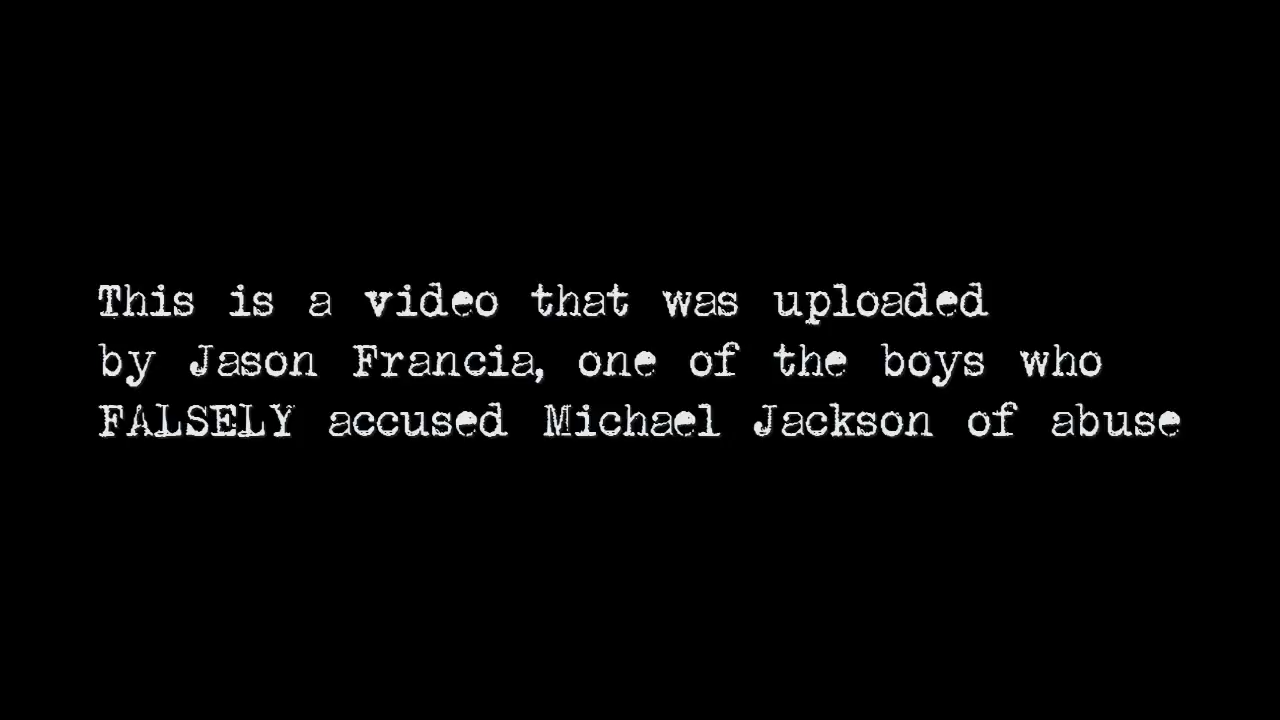 This is a video that was uploaded
by Jason Francia, one of the boys who
FALSELY accused Michael Jackson of abuse